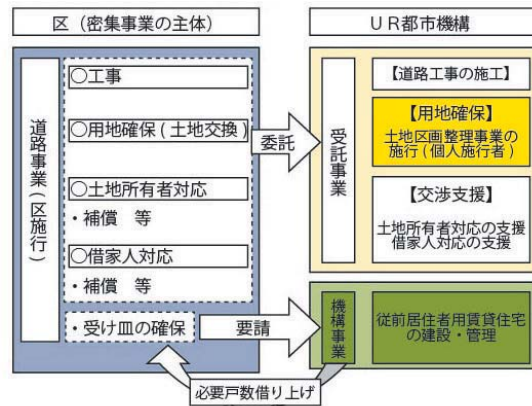 区（密集事業の主体）
道路事業(区施行)
○工事
○用地確保(土地交換)
○土地所有者対応
・補償　等
○借家人対応
・補償　等
・受け皿の確保
委託
要請
ＵＲ都市機構
受託事業
【道路工事の施工】
【用地確保】
土地区画整理事業の
施行(個人施行者)
【交渉支援】
土地所有者対応の支援
借家人対応の支援
機構事業
従前居住者用賃貸住宅
の建設・管理
必要戸数借り上げ